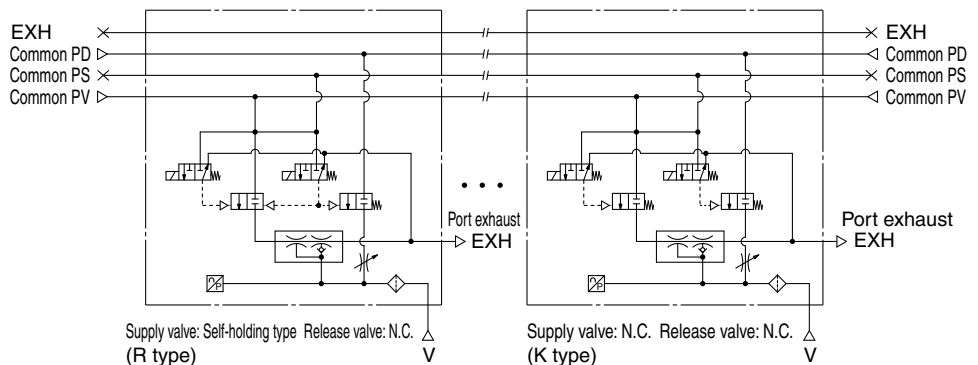 EXH
Common PD
Common PS
Common PV
EXH
Common PD
Common PS
Common PV
Port exhaust
EXH
Port exhaust
EXH
P
P
Supply valve: Self-holding type Release valve: N.C.
(R type)
V
Supply valve: N.C. Release valve: N.C.
(K type)
V